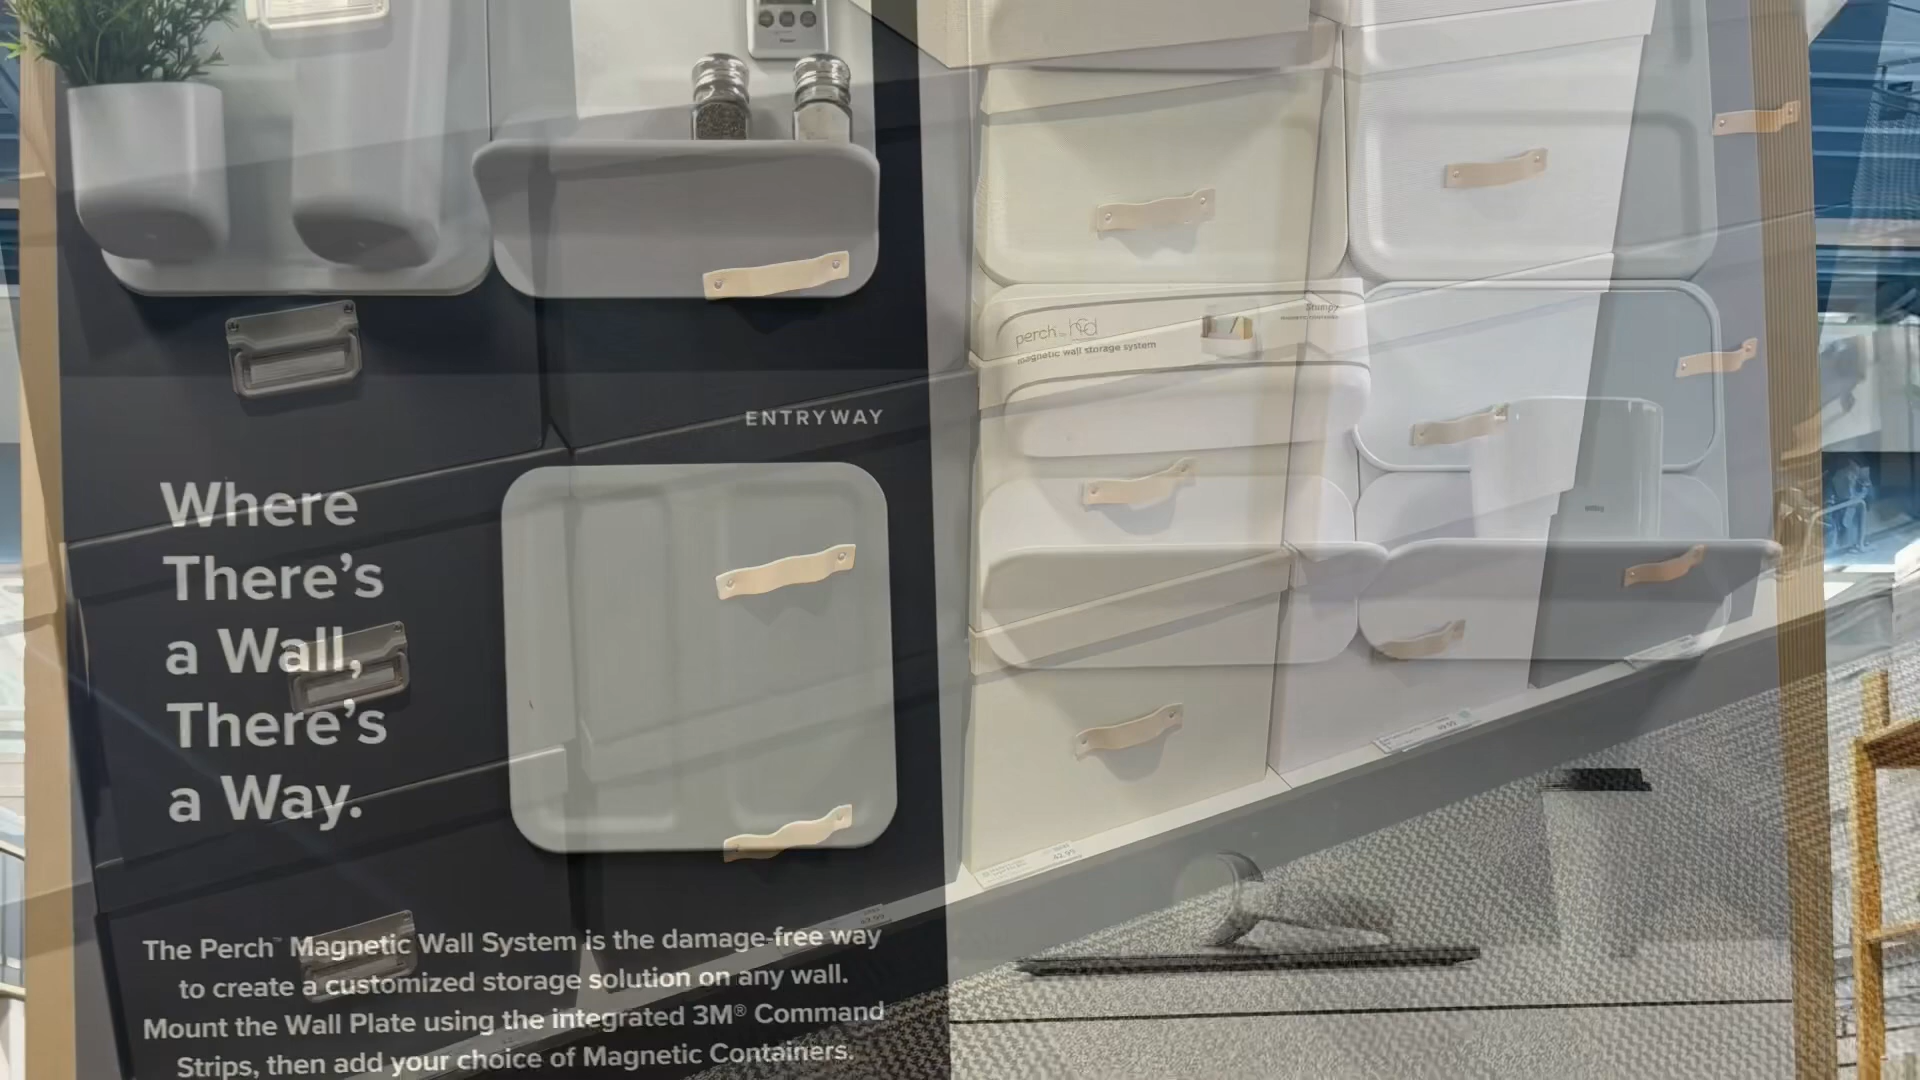 ENTRYWAY
Where
There's
a Wall,
There's
a Way.
The Perch™ Magnetic Wall System is the damage-free way
to create a customized storage solution on any wall.
Mount the Wall Plate using the integrated 3M® Command
Strips, then add your choice of Magnetic Containers.
perch
magnetic wall storage system
Stumpy